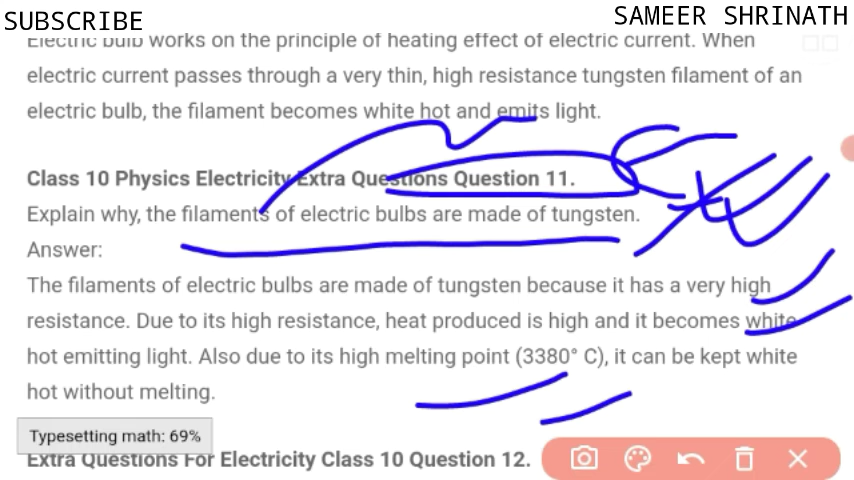 SUBSCRIBE
SAMEER SHRINATH
Electric bulb works on the principle of heating effect of electric current. When
electric current passes through a very thin, high resistance tungsten filament of an
electric bulb, the filament becomes white hot and emits light.
Class 10 Physics Electricity Extra Questions Question 11.
Explain why, the filaments of electric bulbs are made of tungsten.
Answer:
The filaments of electric bulbs are made of tungsten because it has a very high
resistance. Due to its high resistance, heat produced is high and it becomes white
hot emitting light. Also due to its high melting point (3380° C), it can be kept white
hot without melting.
Typesetting math: 69%
Extra Questions For Electricity Class 10 Question 12.